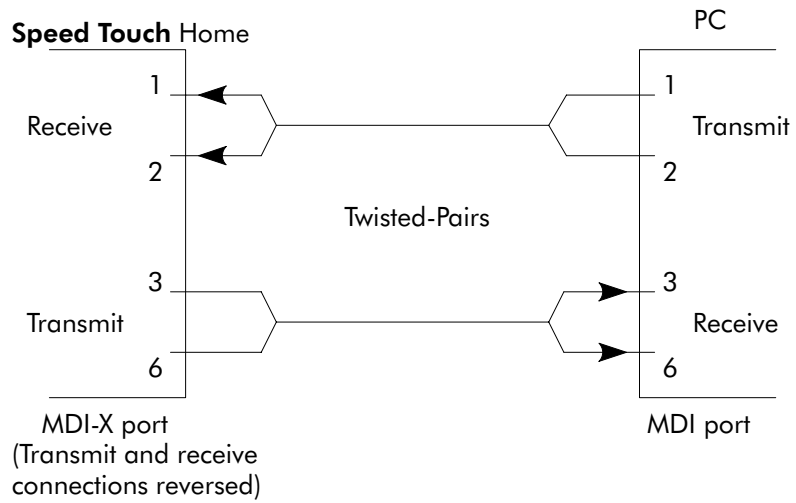 Speed Touch Home
PC
1
1
Receive
Transmit
2
2
Twisted-Pairs
3
3
Transmit
Receive
6
6
MDI-X port
MDI port
(Transmit and receive
connections reversed)